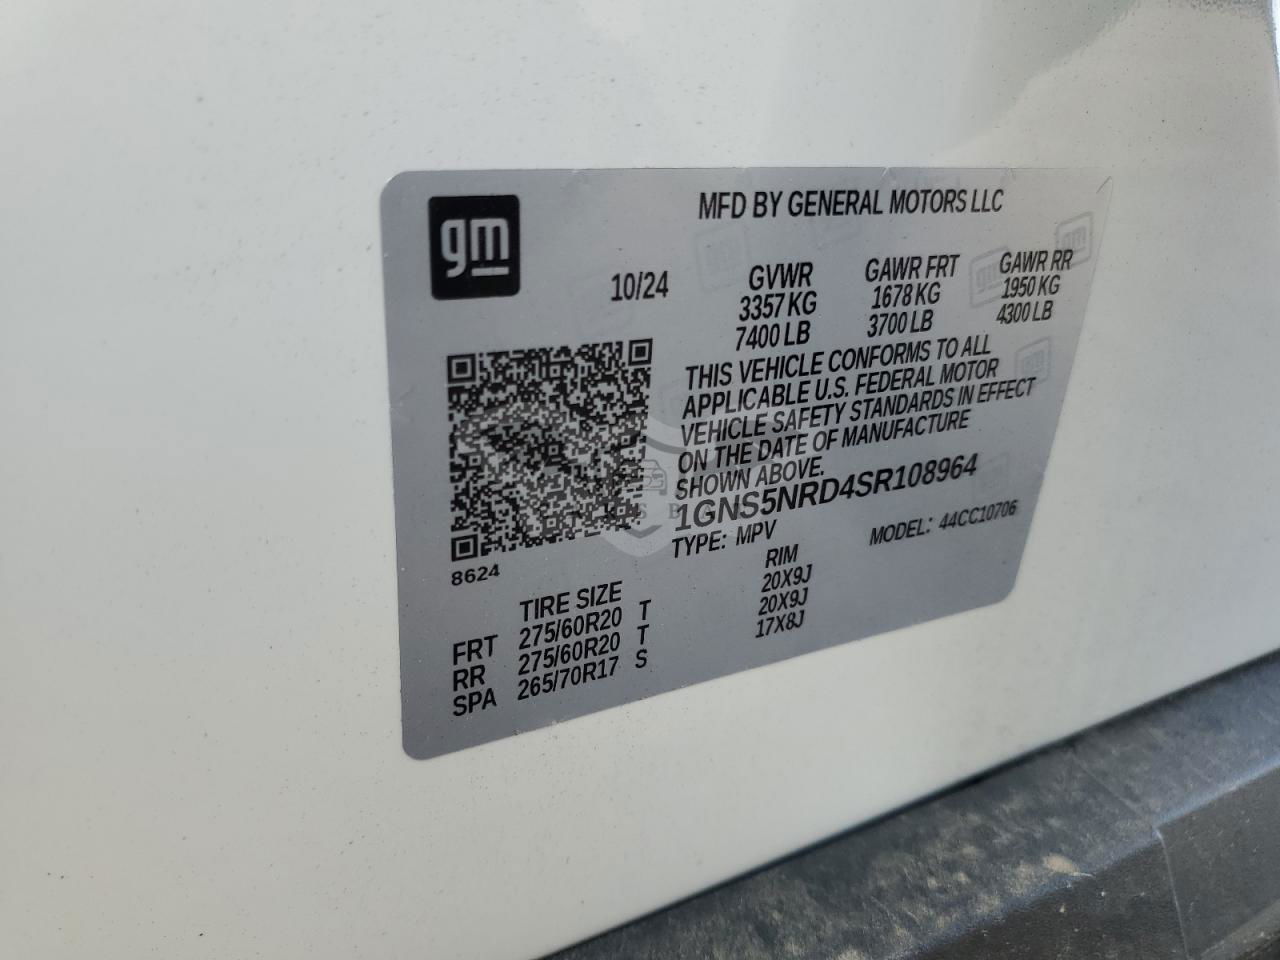 gm
MFD BY GENERAL MOTORS LLC
10/24 GVWR GAWR FRT GAWR RR
3357 KG 1678 KG 1950 KG
7400 LB 3700 LB 4300 LB
THIS VEHICLE CONFORMS TO ALL
APPLICABLE U.S. FEDERAL MOTOR
VEHICLE SAFETY STANDARDS IN EFFECT
ON THE DATE OF MANUFACTURE
SHOWN ABOVE.
1GNS5NRD4SR108964
TYPE: MPV MODEL: 44CC10706
8624
TIRE SIZE RIM
FRT 275/60R20 T 20X9J
RR 275/60R20 T 20X9J
SPA 265/70R17 S 17X8J